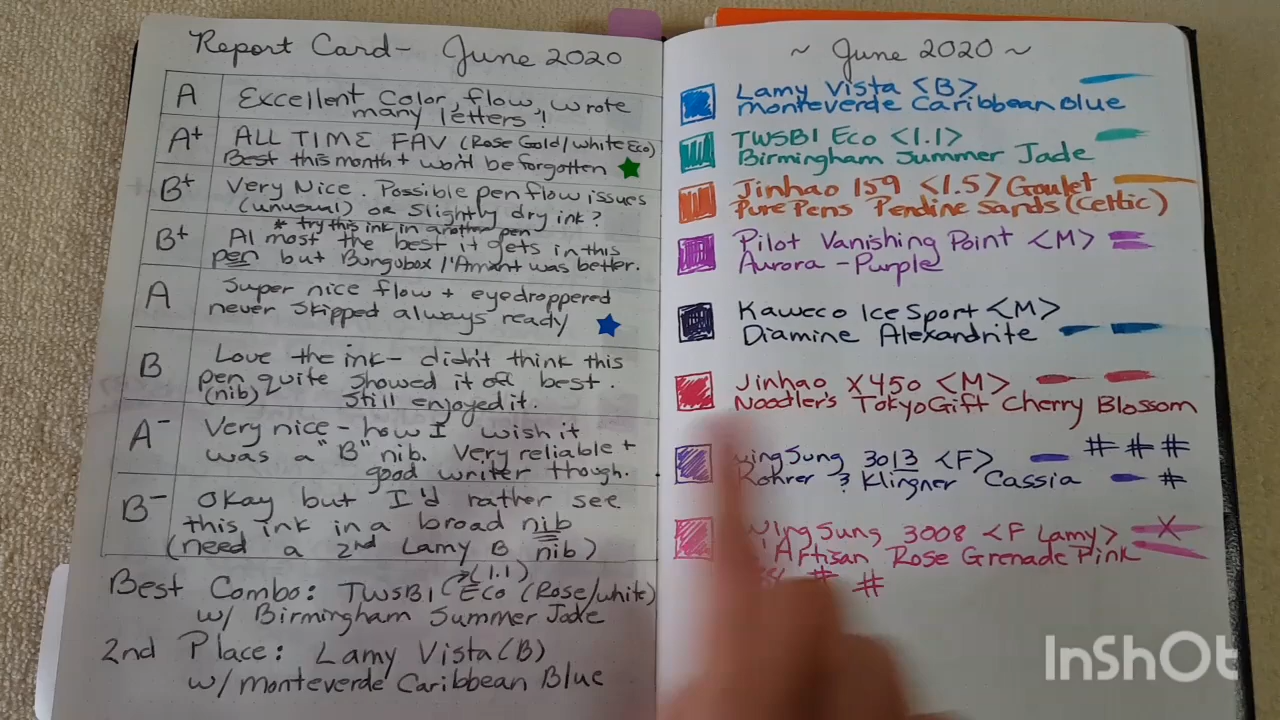 Report Card - June 2020
A
Excellent Color, flow, wrote
many letters!
A+
ALL TIME FAV (Rose Gold/white Eco)
Best this month + won't be forgotten
B+
Very Nice. Possible pen flow issues
(unusual) or slightly dry ink?
* try this ink in another pen
B+
Almost the best it gets in this
pen but Bungubox l'Amant was better.
A
Super nice flow + eyedroppered
never skipped always ready
B
Love the ink - didn't think this
pen quite showed it off best.
(nib) still enjoyed it.
A-
Very nice - how I wish it
was a "B" nib. Very reliable +
good writer though.
B-
Okay but I'd rather see
this ink in a broad nib
(need a 2nd Lamy B nib)
Best Combo: TWSBI Eco (Rose/white)
(1.1)
w/ Birmingham Summer Jade
2nd Place: Lamy Vista (B)
w/ monteverde Caribbean Blue
~ June 2020 ~
Lamy Vista <B>
monteverde Caribbean Blue
TWSBI Eco <1.1>
Birmingham Summer Jade
Jinhao 159 <1.5> Goulet
Pure Pens Pendine Sands (Celtic)
Pilot Vanishing Point <M>
Aurora - Purple
Kaweco Ice Sport <M>
Diamine Alexandrite
Jinhao X450 <M>
Noodler's Tokyo Gift Cherry Blossom
Sung 3013 <F> # # #
Rohrer & Klingner Cassia #
Wing Sung 3008 <F Lamy> X
Artisan Rose Grenade Pink
# #
InShOt